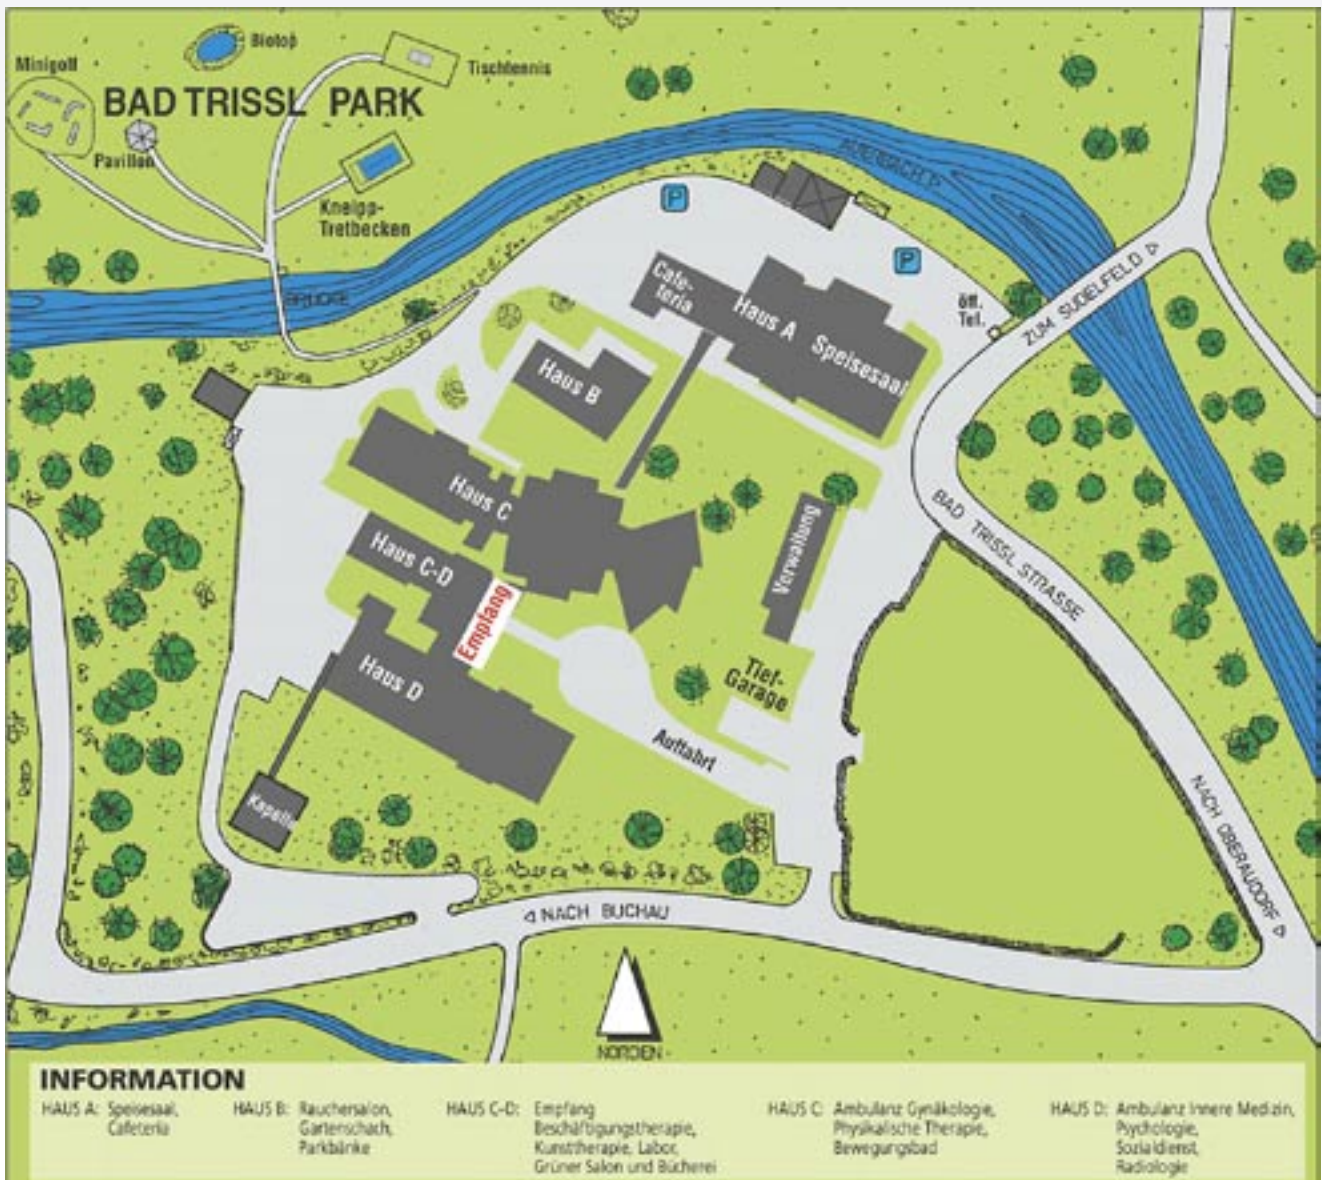 Biotop
Minigolf
Tischtennis
BAD TRISSL PARK
Pavillon
Kneipp-
Tretbecken
BRÜCKE
AUERBACH
P
P
Cafe-
teria
Haus A
Speisesaal
öff.
Tel.
ZUM SUDELFELD
Haus B
Haus C
Haus C-D
Empfang
Haus D
Verwaltung
Tief-
Garage
Auffahrt
Kapelle
BAD TRISSL STRASSE
NACH OBERAUDORF
NACH BUCHAU
NORDEN
INFORMATION
HAUS A: Speisesaal,
Cafeteria
HAUS B: Rauchersalon,
Gartenschach,
Parkbänke
HAUS C-D: Empfang
Beschäftigungstherapie,
Kunsttherapie, Labor,
Grüner Salon und Bücherei
HAUS C: Ambulanz Gynäkologie,
Physikalische Therapie,
Bewegungsbad
HAUS D: Ambulanz Innere Medizin,
Psychologie,
Sozialdienst,
Radiologie